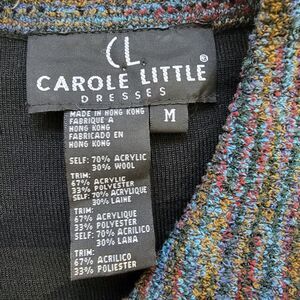 CL
CAROLE LITTLE®
DRESSES
M
MADE IN HONG KONG
FABRIQUE A
HONG KONG
FABRICADO EN
HONG KONG
SELF: 70% ACRYLIC
30% WOOL
TRIM:
67% ACRYLIC
33% POLYESTER
SELF: 70% ACRYLIQUE
30% LAINE
TRIM:
67% ACRYLIQUE
33% POLYESTER
SELF: 70% ACRILICO
30% LANA
TRIM:
67% ACRILICO
33% POLIESTER